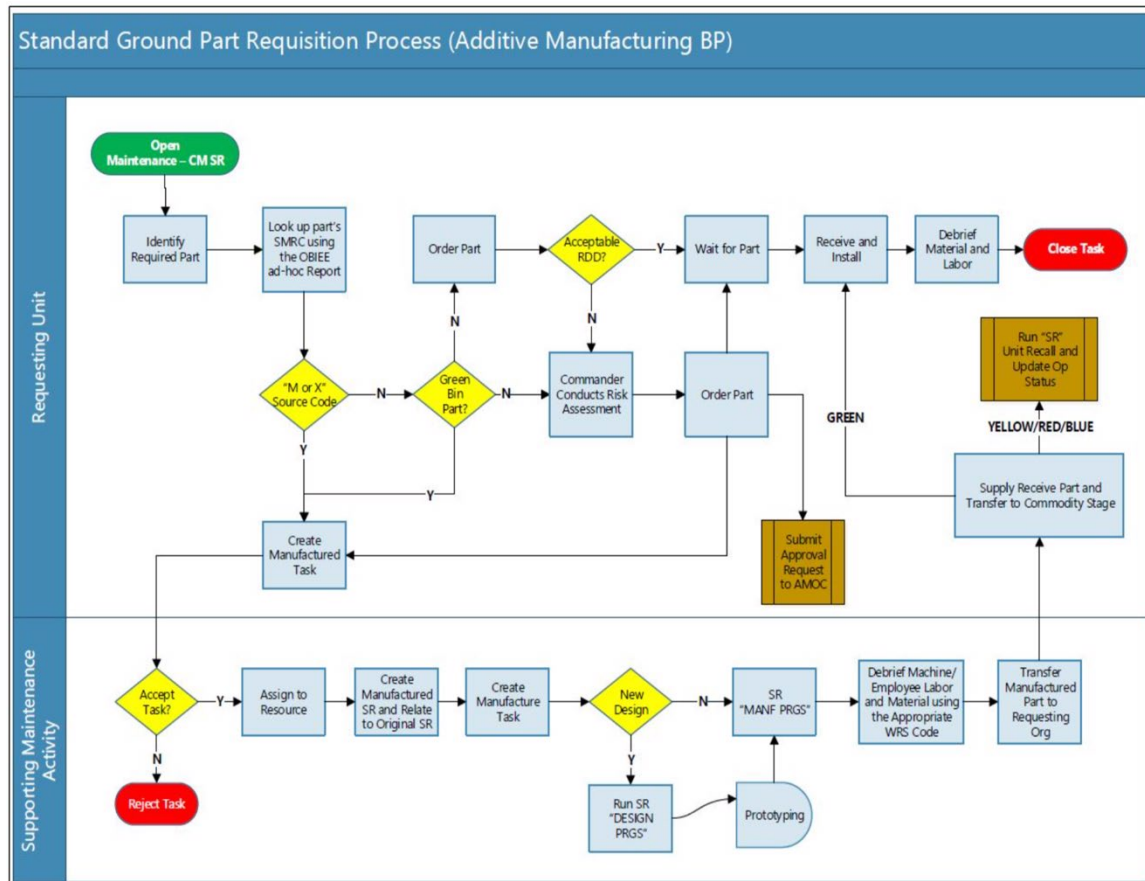 Standard Ground Part Requisition Process (Additive Manufacturing BP)
Requesting Unit
Open
Maintenance – CM SR
Identify
Required Part
Look up part's
SMRC using
the OBIEE
ad-hoc Report
Order Part
Acceptable
RDD?
Y
Wait for Part
Receive and
Install
Debrief
Material and
Labor
Close Task
N
N
"M or X"
Source Code
N
Green
Bin
Part?
N
Commander
Conducts Risk
Assessment
Order Part
Run "SR"
Unit Recall and
Update Op
Status
GREEN
YELLOW/RED/BLUE
Y
Y
Supply Receive Part and
Transfer to Commodity Stage
Create
Manufactured
Task
Submit
Approval
Request
to AMOC
Supporting Maintenance
Activity
Accept
Task?
Y
Assign to
Resource
Create
Manufactured
SR and Relate
to Original SR
Create
Manufacture
Task
New
Design
N
SR
"MANF PRGS"
Debrief Machine/
Employee Labor
and Material using
the Appropriate
WRS Code
Transfer
Manufactured
Part to
Requesting
Org
N
Y
Reject Task
Run SR
"DESIGN
PRGS"
Prototyping